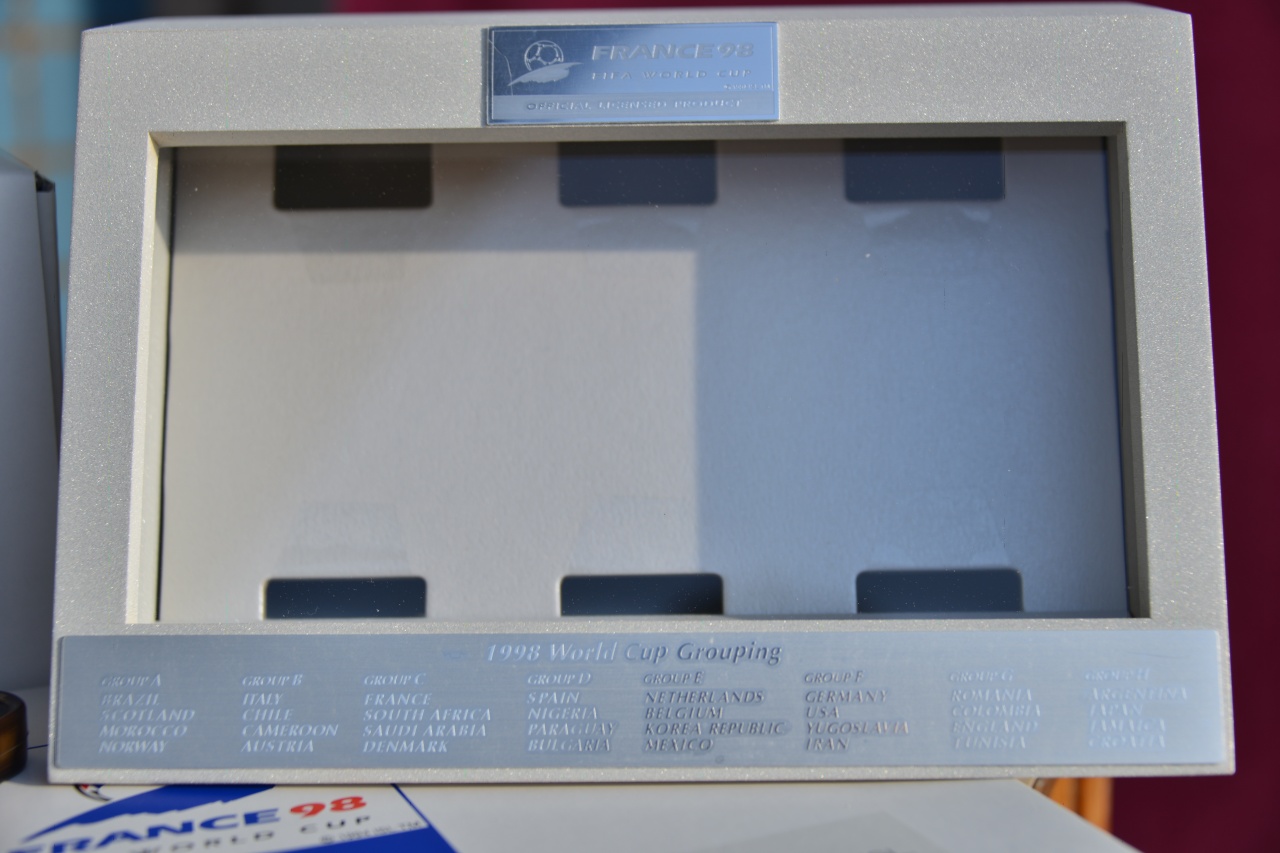 FRANCE 98
FIFA WORLD CUP
OFFICIAL LICENSED PRODUCT
1998 World Cup Grouping
GROUP A GROUP B GROUP C GROUP D GROUP E GROUP F GROUP G GROUP H
BRAZIL ITALY FRANCE SPAIN NETHERLANDS GERMANY ROMANIA ARGENTINA
SCOTLAND CHILE SOUTH AFRICA NIGERIA BELGIUM USA COLOMBIA JAPAN
MOROCCO CAMEROON SAUDI ARABIA PARAGUAY KOREA REPUBLIC YUGOSLAVIA ENGLAND JAMAICA
NORWAY AUSTRIA DENMARK BULGARIA MEXICO IRAN TUNISIA CROATIA
FRANCE 98
WORLD CUP